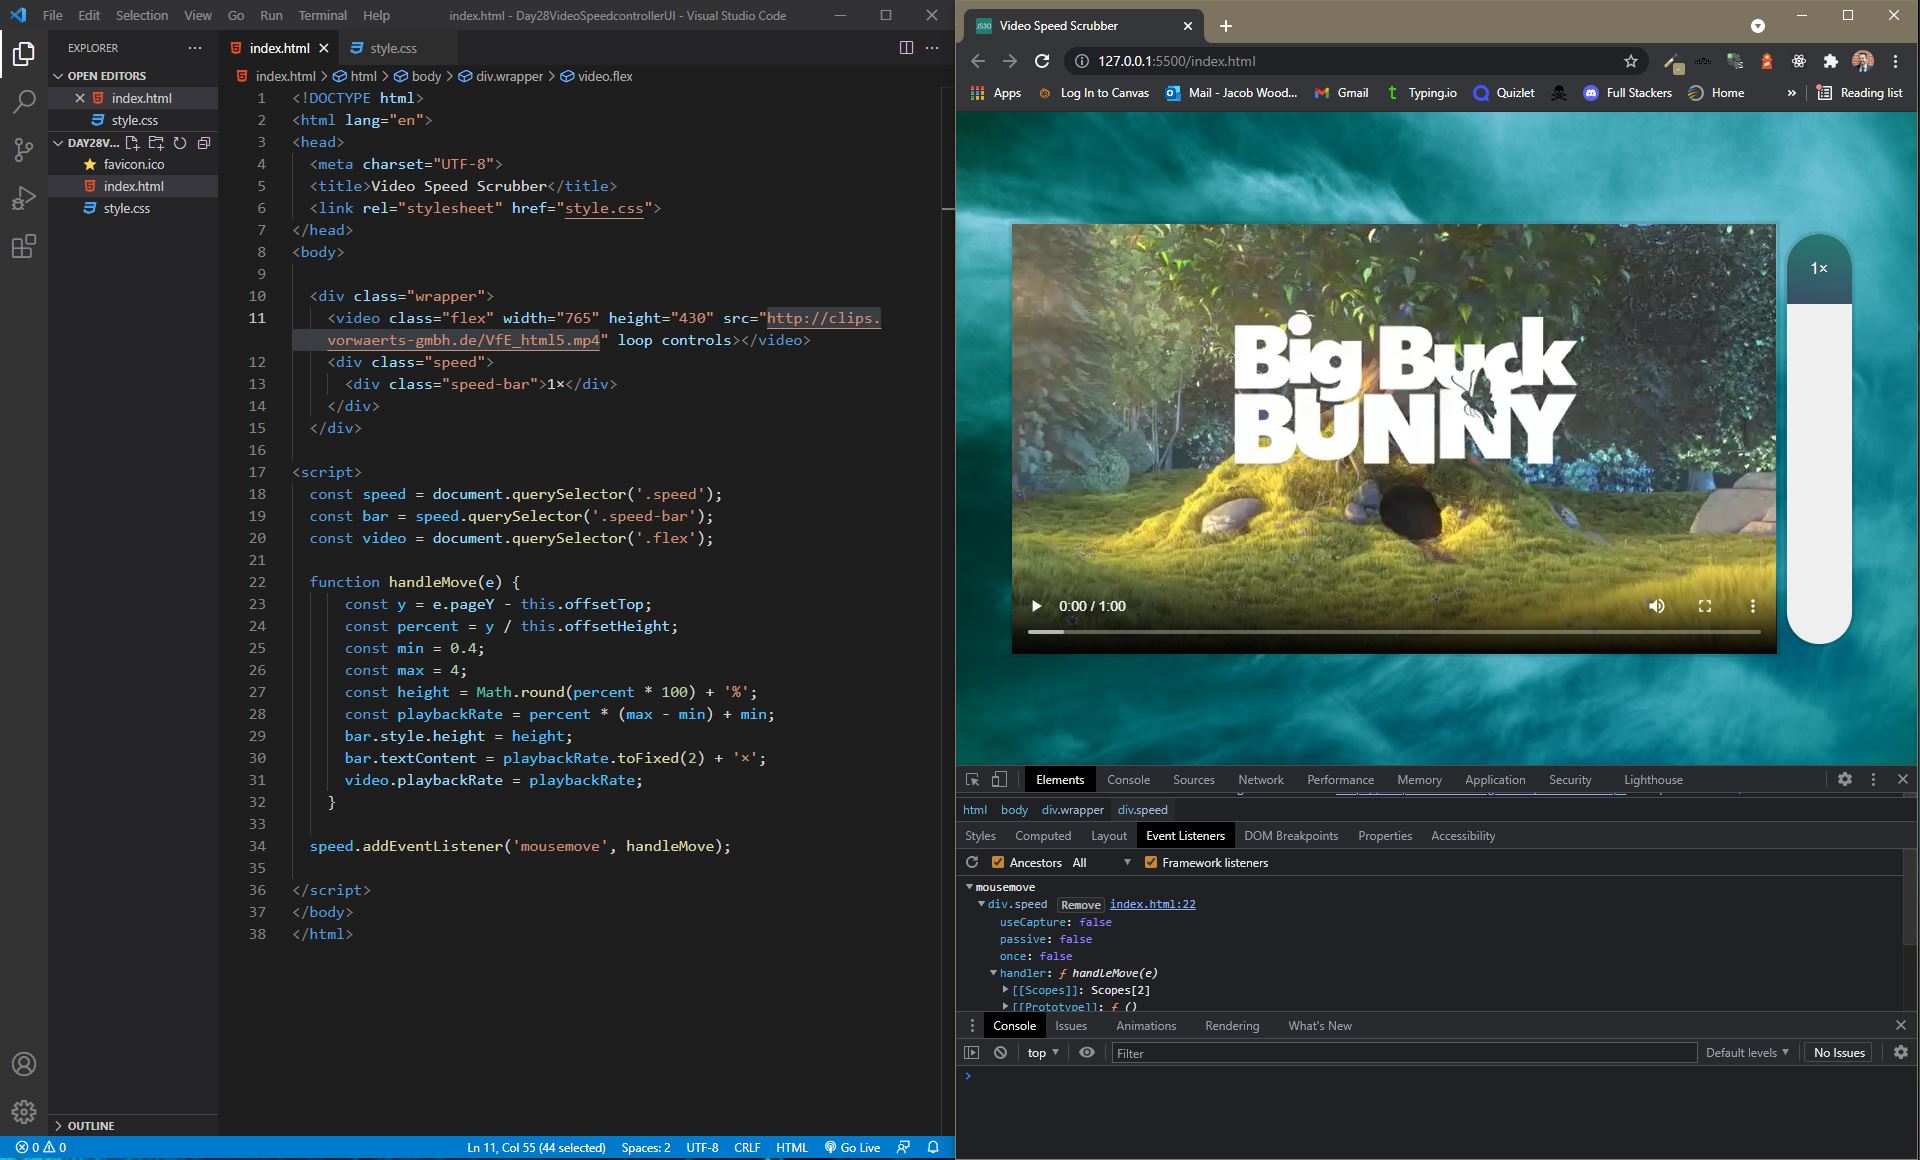 File Edit Selection View Go Run Terminal Help index.html - Day28VideoSpeedcontrollerUI - Visual Studio Code
EXPLORER
OPEN EDITORS
index.html
style.css
DAY28V...
favicon.ico
index.html
style.css
OUTLINE
index.html style.css
index.html > html > body > div.wrapper > video.flex
1 <!DOCTYPE html>
2 <html lang="en">
3 <head>
4 <meta charset="UTF-8">
5 <title>Video Speed Scrubber</title>
6 <link rel="stylesheet" href="style.css">
7 </head>
8 <body>
9
10 <div class="wrapper">
11 <video class="flex" width="765" height="430" src="http://clips.
vorwaerts-gmbh.de/VfE_html5.mp4" loop controls></video>
12 <div class="speed">
13 <div class="speed-bar">1×</div>
14 </div>
15 </div>
16
17 <script>
18 const speed = document.querySelector('.speed');
19 const bar = speed.querySelector('.speed-bar');
20 const video = document.querySelector('.flex');
21
22 function handleMove(e) {
23 const y = e.pageY - this.offsetTop;
24 const percent = y / this.offsetHeight;
25 const min = 0.4;
26 const max = 4;
27 const height = Math.round(percent * 100) + '%';
28 const playbackRate = percent * (max - min) + min;
29 bar.style.height = height;
30 bar.textContent = playbackRate.toFixed(2) + '×';
31 video.playbackRate = playbackRate;
32 }
33
34 speed.addEventListener('mousemove', handleMove);
35
36 </script>
37 </body>
38 </html>
0 0 Ln 11, Col 55 (44 selected) Spaces: 2 UTF-8 CRLF HTML Go Live
JS30 Video Speed Scrubber
127.0.0.1:5500/index.html
Apps Log In to Canvas Mail - Jacob Wood... Gmail Typing.io Quizlet Full Stackers Home » Reading list
1×
Big Buck
BUNNY
0:00 / 1:00
Elements Console Sources Network Performance Memory Application Security Lighthouse
html body div.wrapper div.speed
Styles Computed Layout Event Listeners DOM Breakpoints Properties Accessibility
Ancestors All Framework listeners
mousemove
div.speed Remove index.html:22
useCapture: false
passive: false
once: false
handler: ƒ handleMove(e)
[[Scopes]]: Scopes[2]
[[Prototype]]: ƒ ()
Console Issues Animations Rendering What's New
top Filter Default levels No Issues